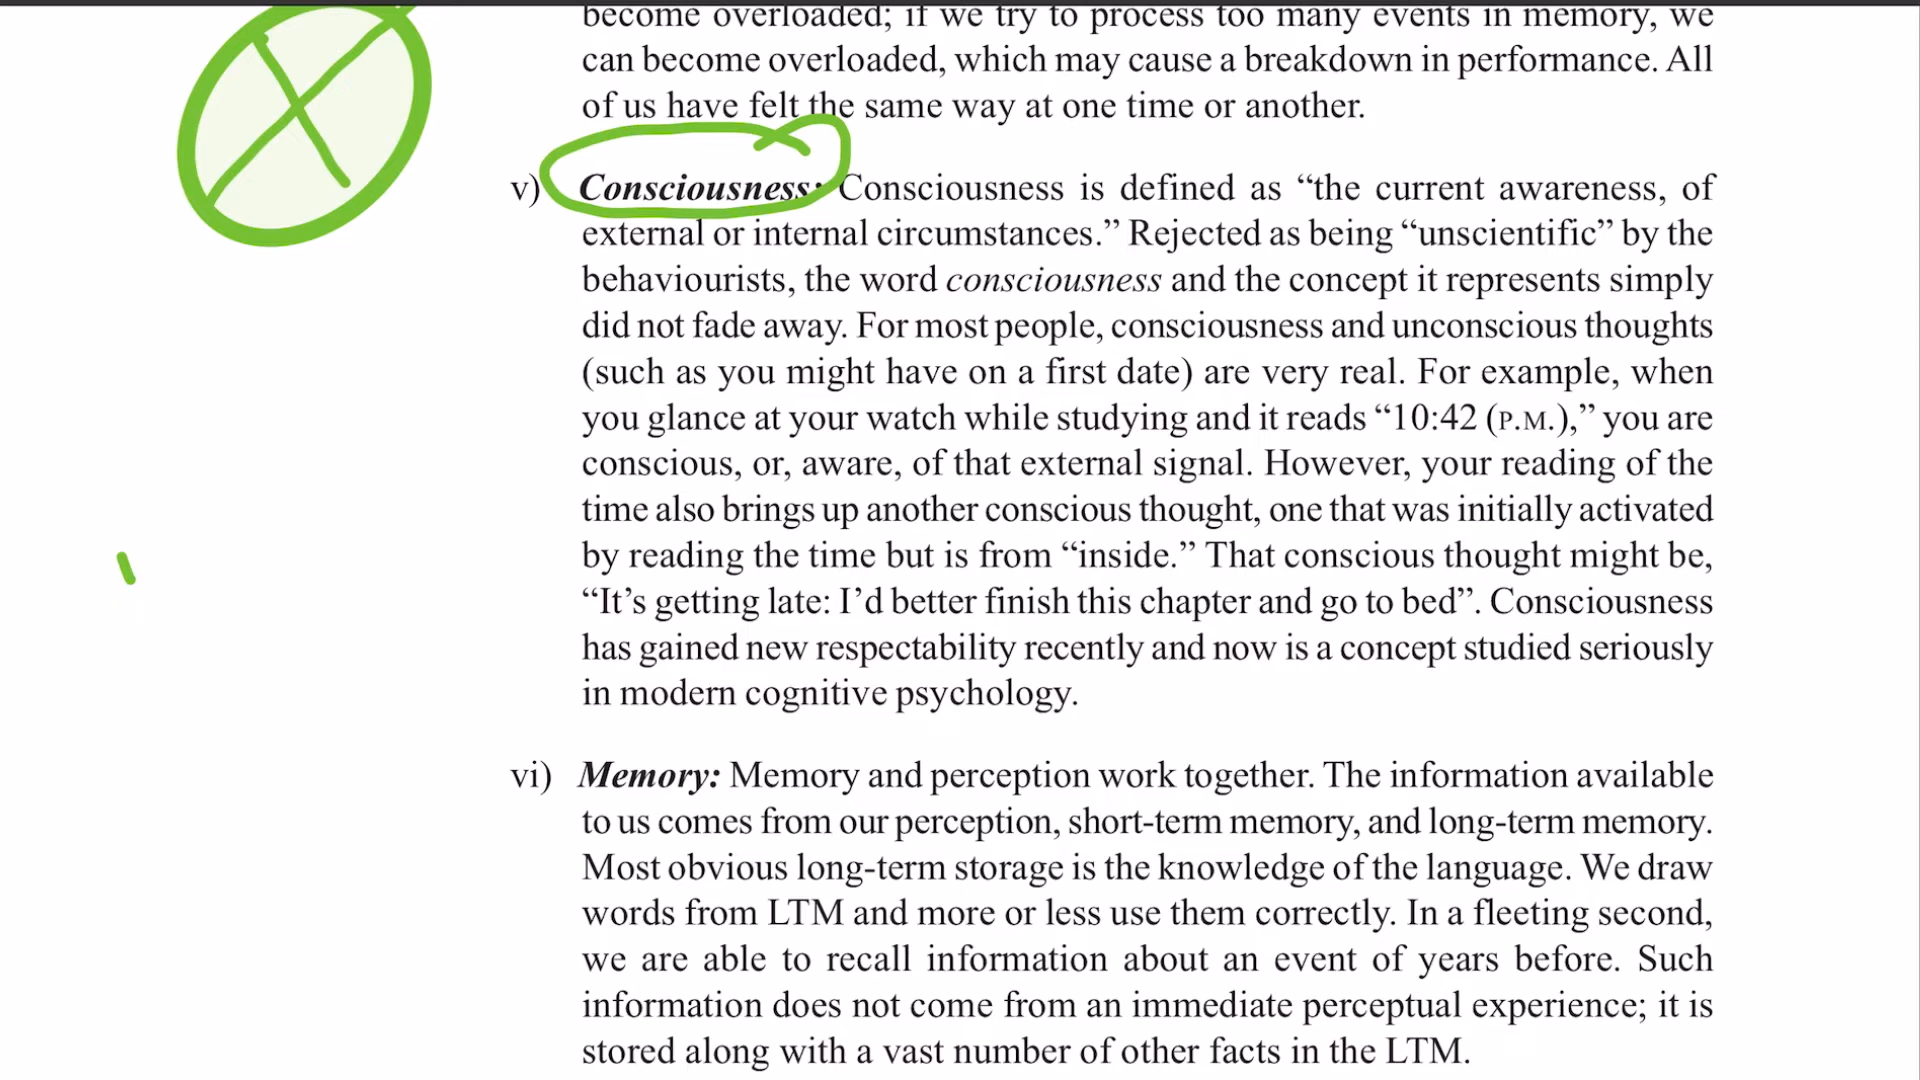 become overloaded; if we try to process too many events in memory, we
can become overloaded, which may cause a breakdown in performance. All
of us have felt the same way at one time or another.
v) Consciousness: Consciousness is defined as “the current awareness, of
external or internal circumstances.” Rejected as being “unscientific” by the
behaviourists, the word consciousness and the concept it represents simply
did not fade away. For most people, consciousness and unconscious thoughts
(such as you might have on a first date) are very real. For example, when
you glance at your watch while studying and it reads “10:42 (P.M.),” you are
conscious, or, aware, of that external signal. However, your reading of the
time also brings up another conscious thought, one that was initially activated
by reading the time but is from “inside.” That conscious thought might be,
“It’s getting late: I’d better finish this chapter and go to bed”. Consciousness
has gained new respectability recently and now is a concept studied seriously
in modern cognitive psychology.
vi) Memory: Memory and perception work together. The information available
to us comes from our perception, short-term memory, and long-term memory.
Most obvious long-term storage is the knowledge of the language. We draw
words from LTM and more or less use them correctly. In a fleeting second,
we are able to recall information about an event of years before. Such
information does not come from an immediate perceptual experience; it is
stored along with a vast number of other facts in the LTM.